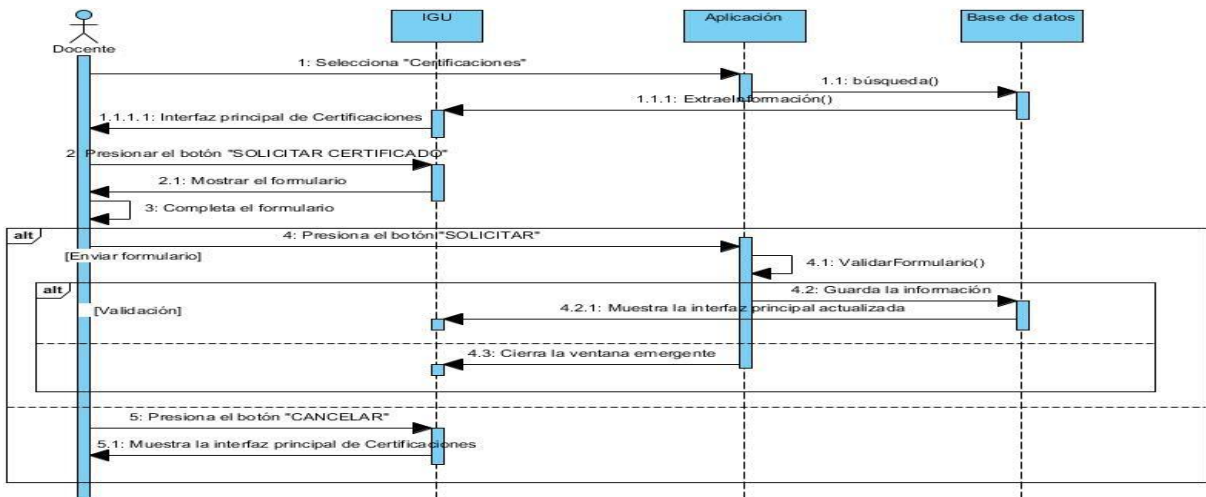 Docente
IGU
Aplicación
Base de datos
1: Selecciona "Certificaciones"
1.1: búsqueda()
1.1.1: ExtraeInformación()
1.1.1.1: Interfaz principal de Certificaciones
2: Presionar el botón "SOLICITAR CERTIFICADO"
2.1: Mostrar el formulario
3: Completa el formulario
alt
4: Presiona el botón "SOLICITAR"
[Enviar formulario]
4.1: ValidarFormulario()
alt
4.2: Guarda la información
[Validación]
4.2.1: Muestra la interfaz principal actualizada
4.3: Cierra la ventana emergente
5: Presiona el botón "CANCELAR"
5.1: Muestra la interfaz principal de Certificaciones